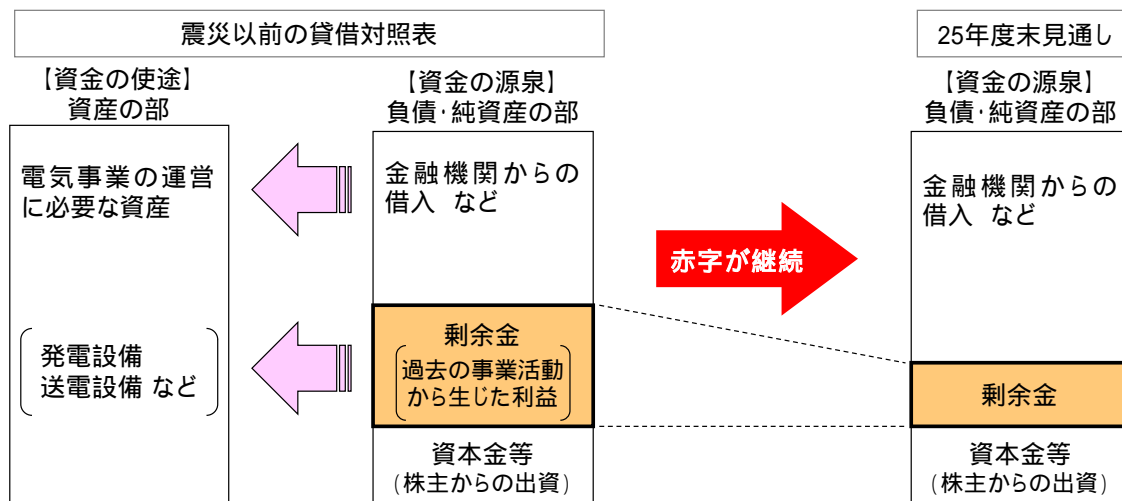 震災以前の貸借対照表
【資金の使途】
資産の部
電気事業の運営
に必要な資産
発電設備
送電設備 など
【資金の源泉】
負債・純資産の部
金融機関からの
借入 など
剰余金
過去の事業活動
から生じた利益
資本金等
(株主からの出資)
赤字が継続
25年度末見通し
【資金の源泉】
負債・純資産の部
金融機関からの
借入 など
剰余金
資本金等
(株主からの出資)